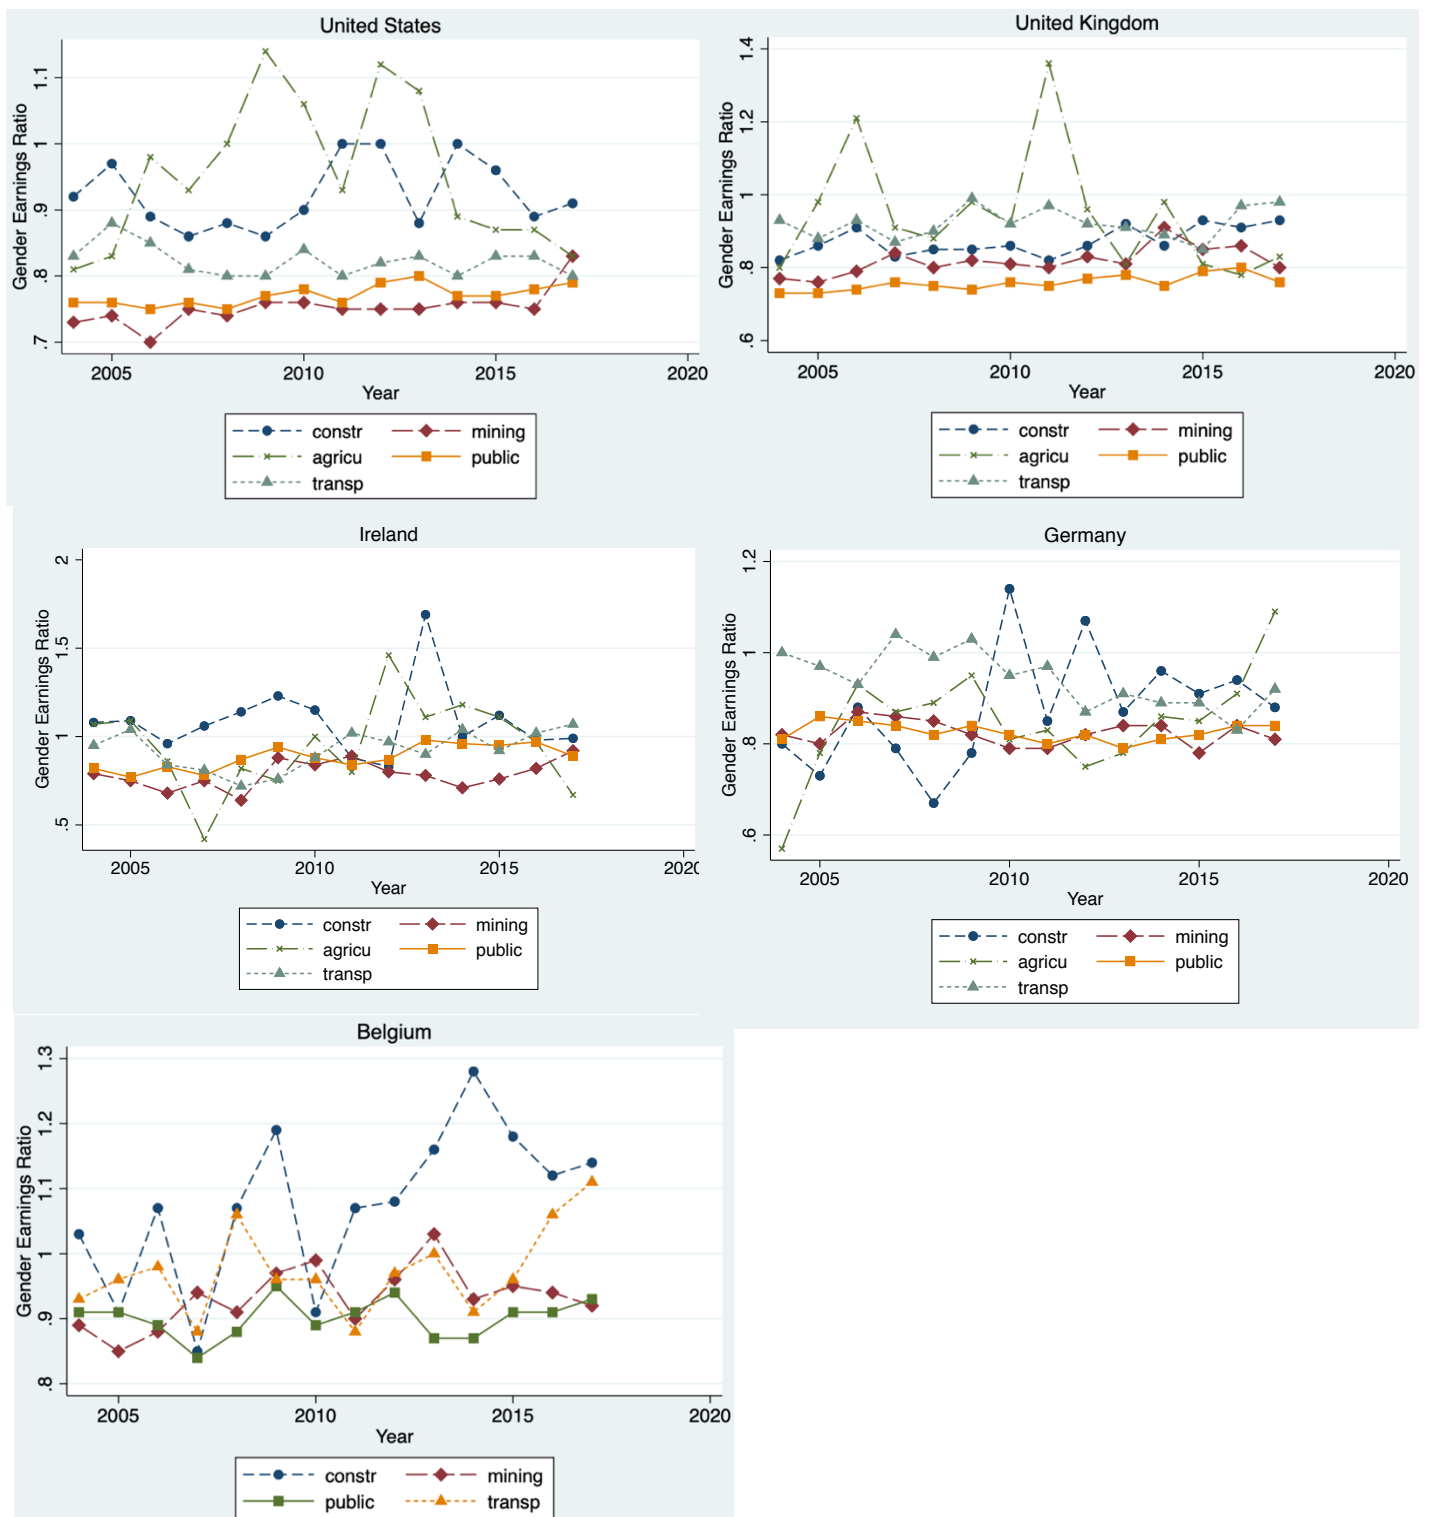 United States
Gender Earnings Ratio
1.1
1
.9
.8
.7
2005 2010 2015 2020
Year
constr mining
agricu public
transp
United Kingdom
Gender Earnings Ratio
1.4
1.2
1
.8
.6
2005 2010 2015 2020
Year
constr mining
agricu public
transp
Ireland
Gender Earnings Ratio
2
1.5
1
.5
2005 2010 2015 2020
Year
constr mining
agricu public
transp
Germany
Gender Earnings Ratio
1.2
1
.8
.6
2005 2010 2015 2020
Year
constr mining
agricu public
transp
Belgium
Gender Earnings Ratio
1.3
1.2
1.1
1
.9
.8
2005 2010 2015 2020
Year
constr mining
public transp